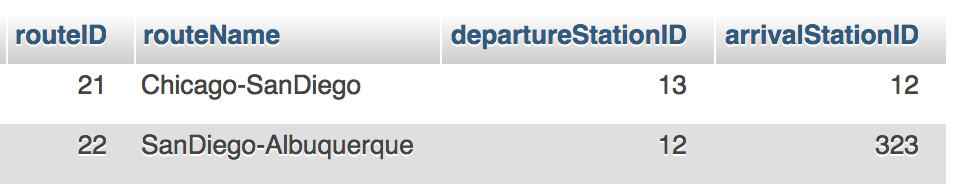 routeID routeName departureStationID arrivalStationID
21 Chicago-SanDiego 13 12
22 SanDiego-Albuquerque 12 323